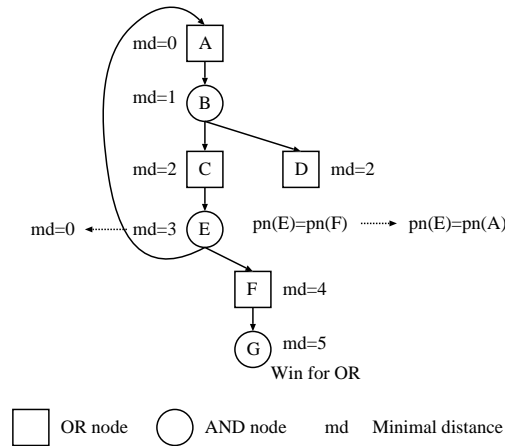 md=0 A
md=1 B
md=2 C D md=2
md=0 md=3 E pn(E)=pn(F) pn(E)=pn(A)
F md=4
G md=5
Win for OR
OR node AND node md Minimal distance